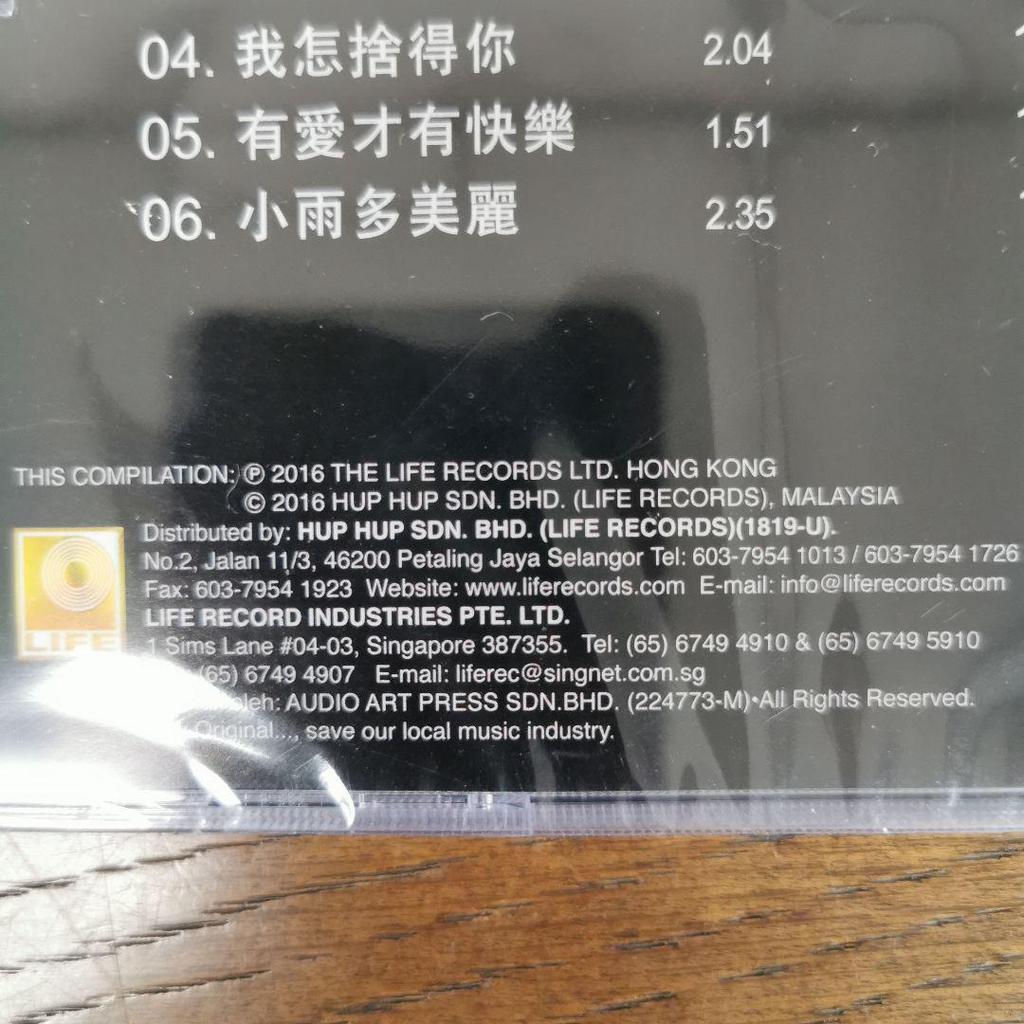 04. 我怎捨得你 2.04
05. 有愛才有快樂 1.51
06. 小雨多美麗 2.35
THIS COMPILATION: ℗ 2016 THE LIFE RECORDS LTD. HONG KONG
© 2016 HUP HUP SDN. BHD. (LIFE RECORDS), MALAYSIA
Distributed by: HUP HUP SDN. BHD. (LIFE RECORDS)(1819-U).
No.2, Jalan 11/3, 46200 Petaling Jaya Selangor Tel: 603-7954 1013 / 603-7954 1726
Fax: 603-7954 1923 Website: www.liferecords.com E-mail: info@liferecords.com
LIFE RECORD INDUSTRIES PTE. LTD.
LIFE
1 Sims Lane #04-03, Singapore 387355. Tel: (65) 6749 4910 & (65) 6749 5910
(65) 6749 4907 E-mail: liferec@singnet.com.sg
oleh: AUDIO ART PRESS SDN.BHD. (224773-M)•All Rights Reserved.
Original..., save our local music industry.